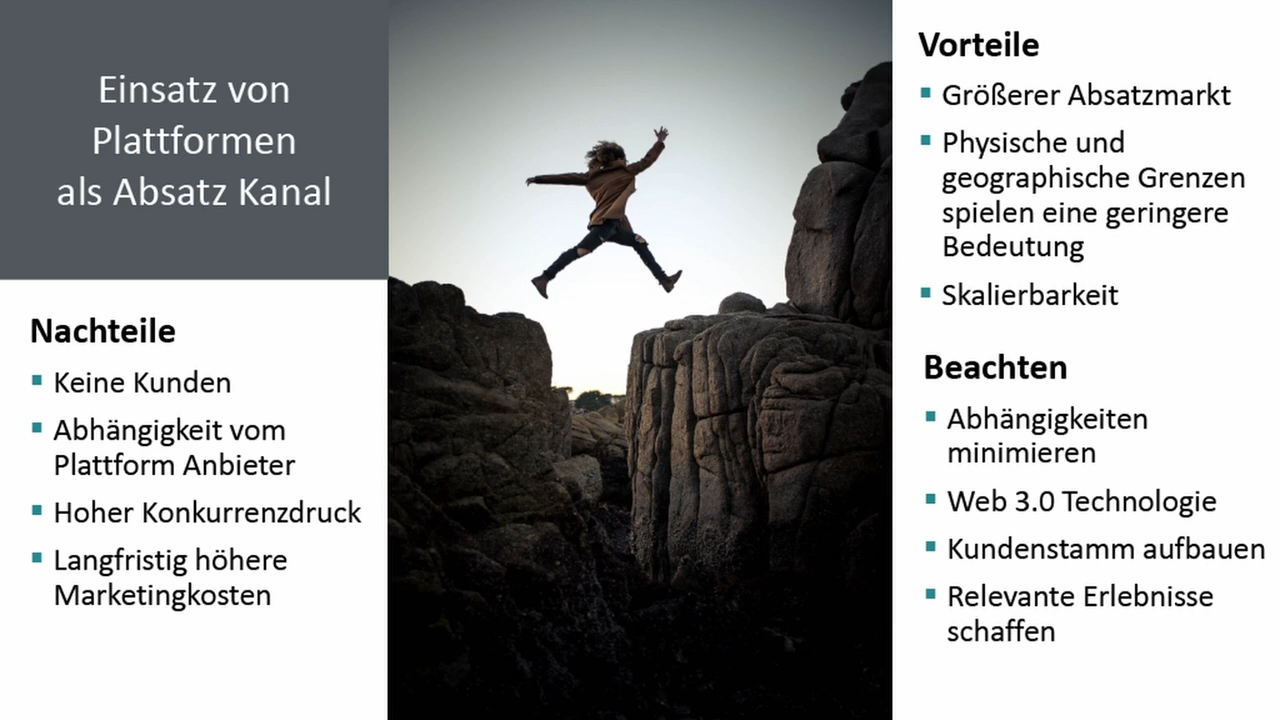 Einsatz von
Plattformen
als Absatz Kanal
Nachteile
▪ Keine Kunden
▪ Abhängigkeit vom
Plattform Anbieter
▪ Hoher Konkurrenzdruck
▪ Langfristig höhere
Marketingkosten
Vorteile
▪ Größerer Absatzmarkt
▪ Physische und
geographische Grenzen
spielen eine geringere
Bedeutung
▪ Skalierbarkeit
Beachten
▪ Abhängigkeiten
minimieren
▪ Web 3.0 Technologie
▪ Kundenstamm aufbauen
▪ Relevante Erlebnisse
schaffen